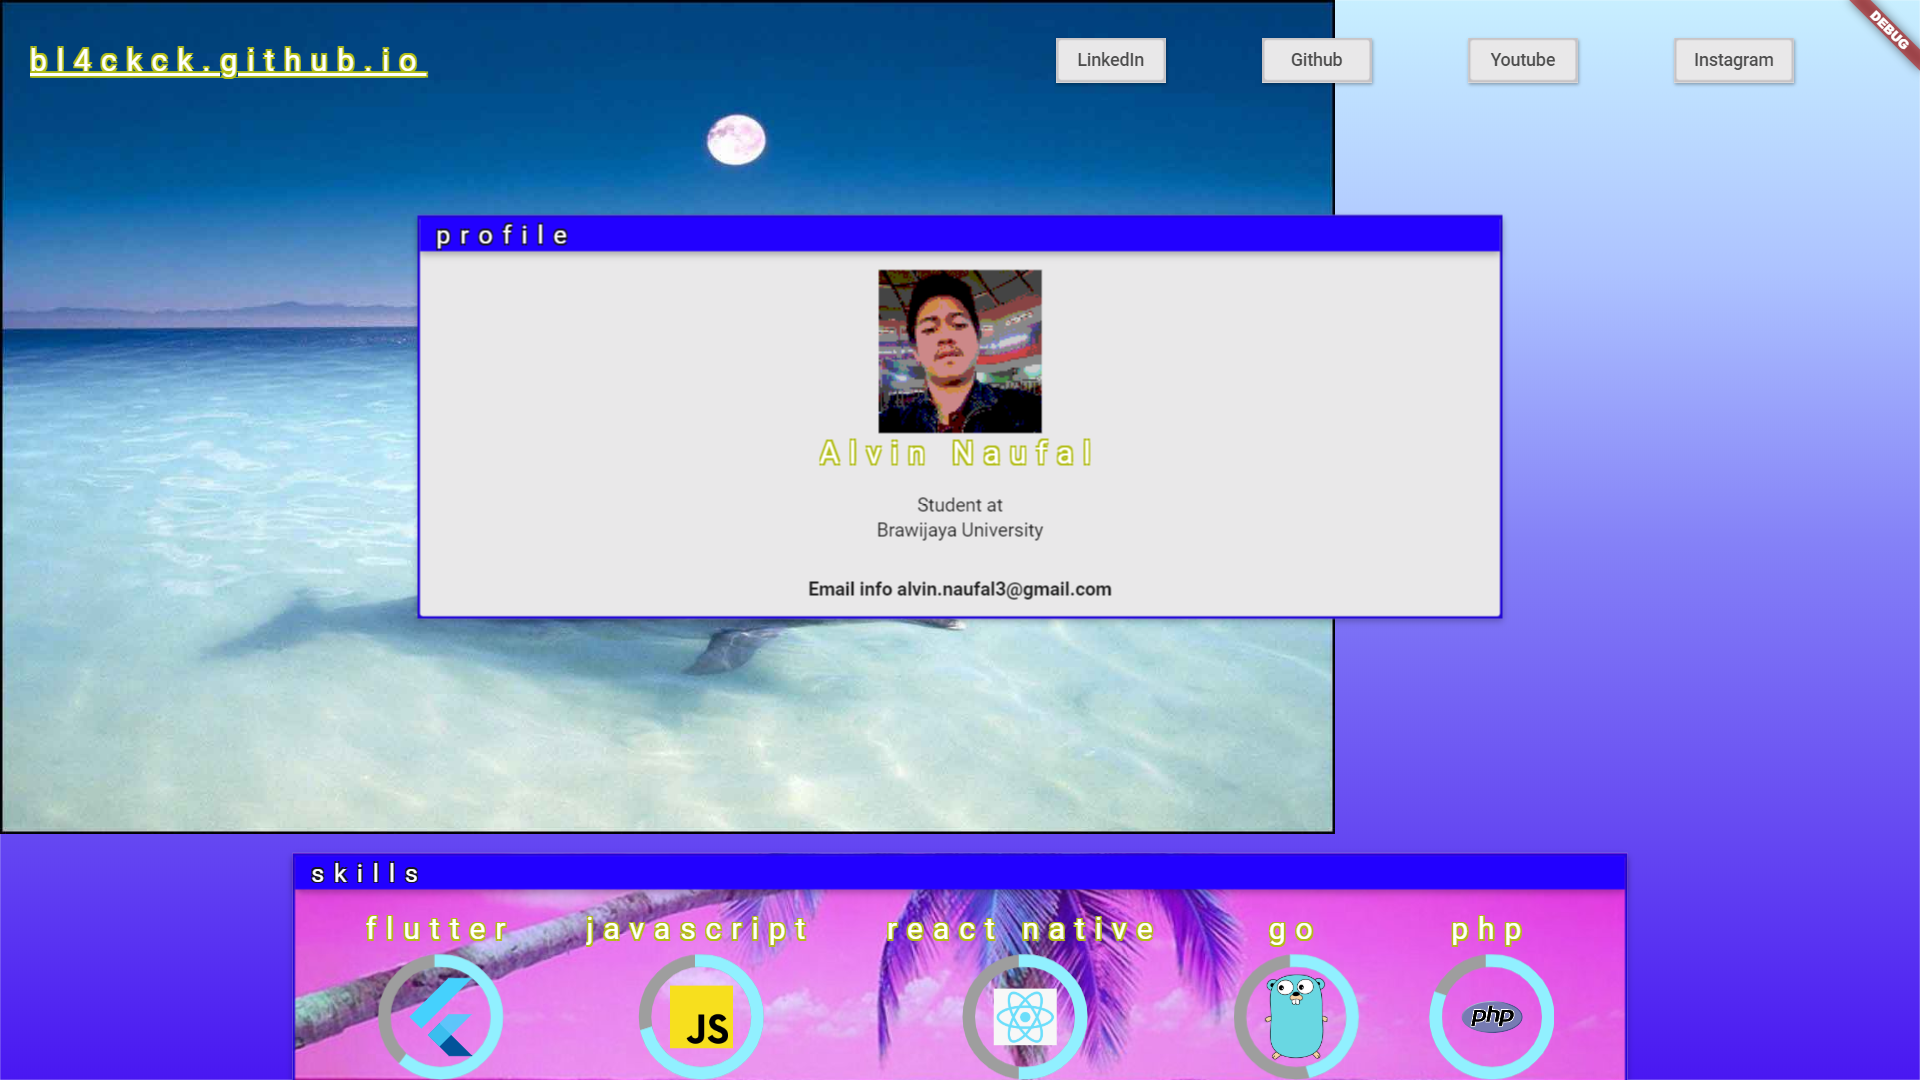 bl4ckck.github.io
LinkedIn
Github
Youtube
Instagram
DEBUG
profile
Alvin Naufal
Student at
Brawijaya University
Email info alvin.naufal3@gmail.com
skills
flutter
javascript
react native
go
php
JS
php